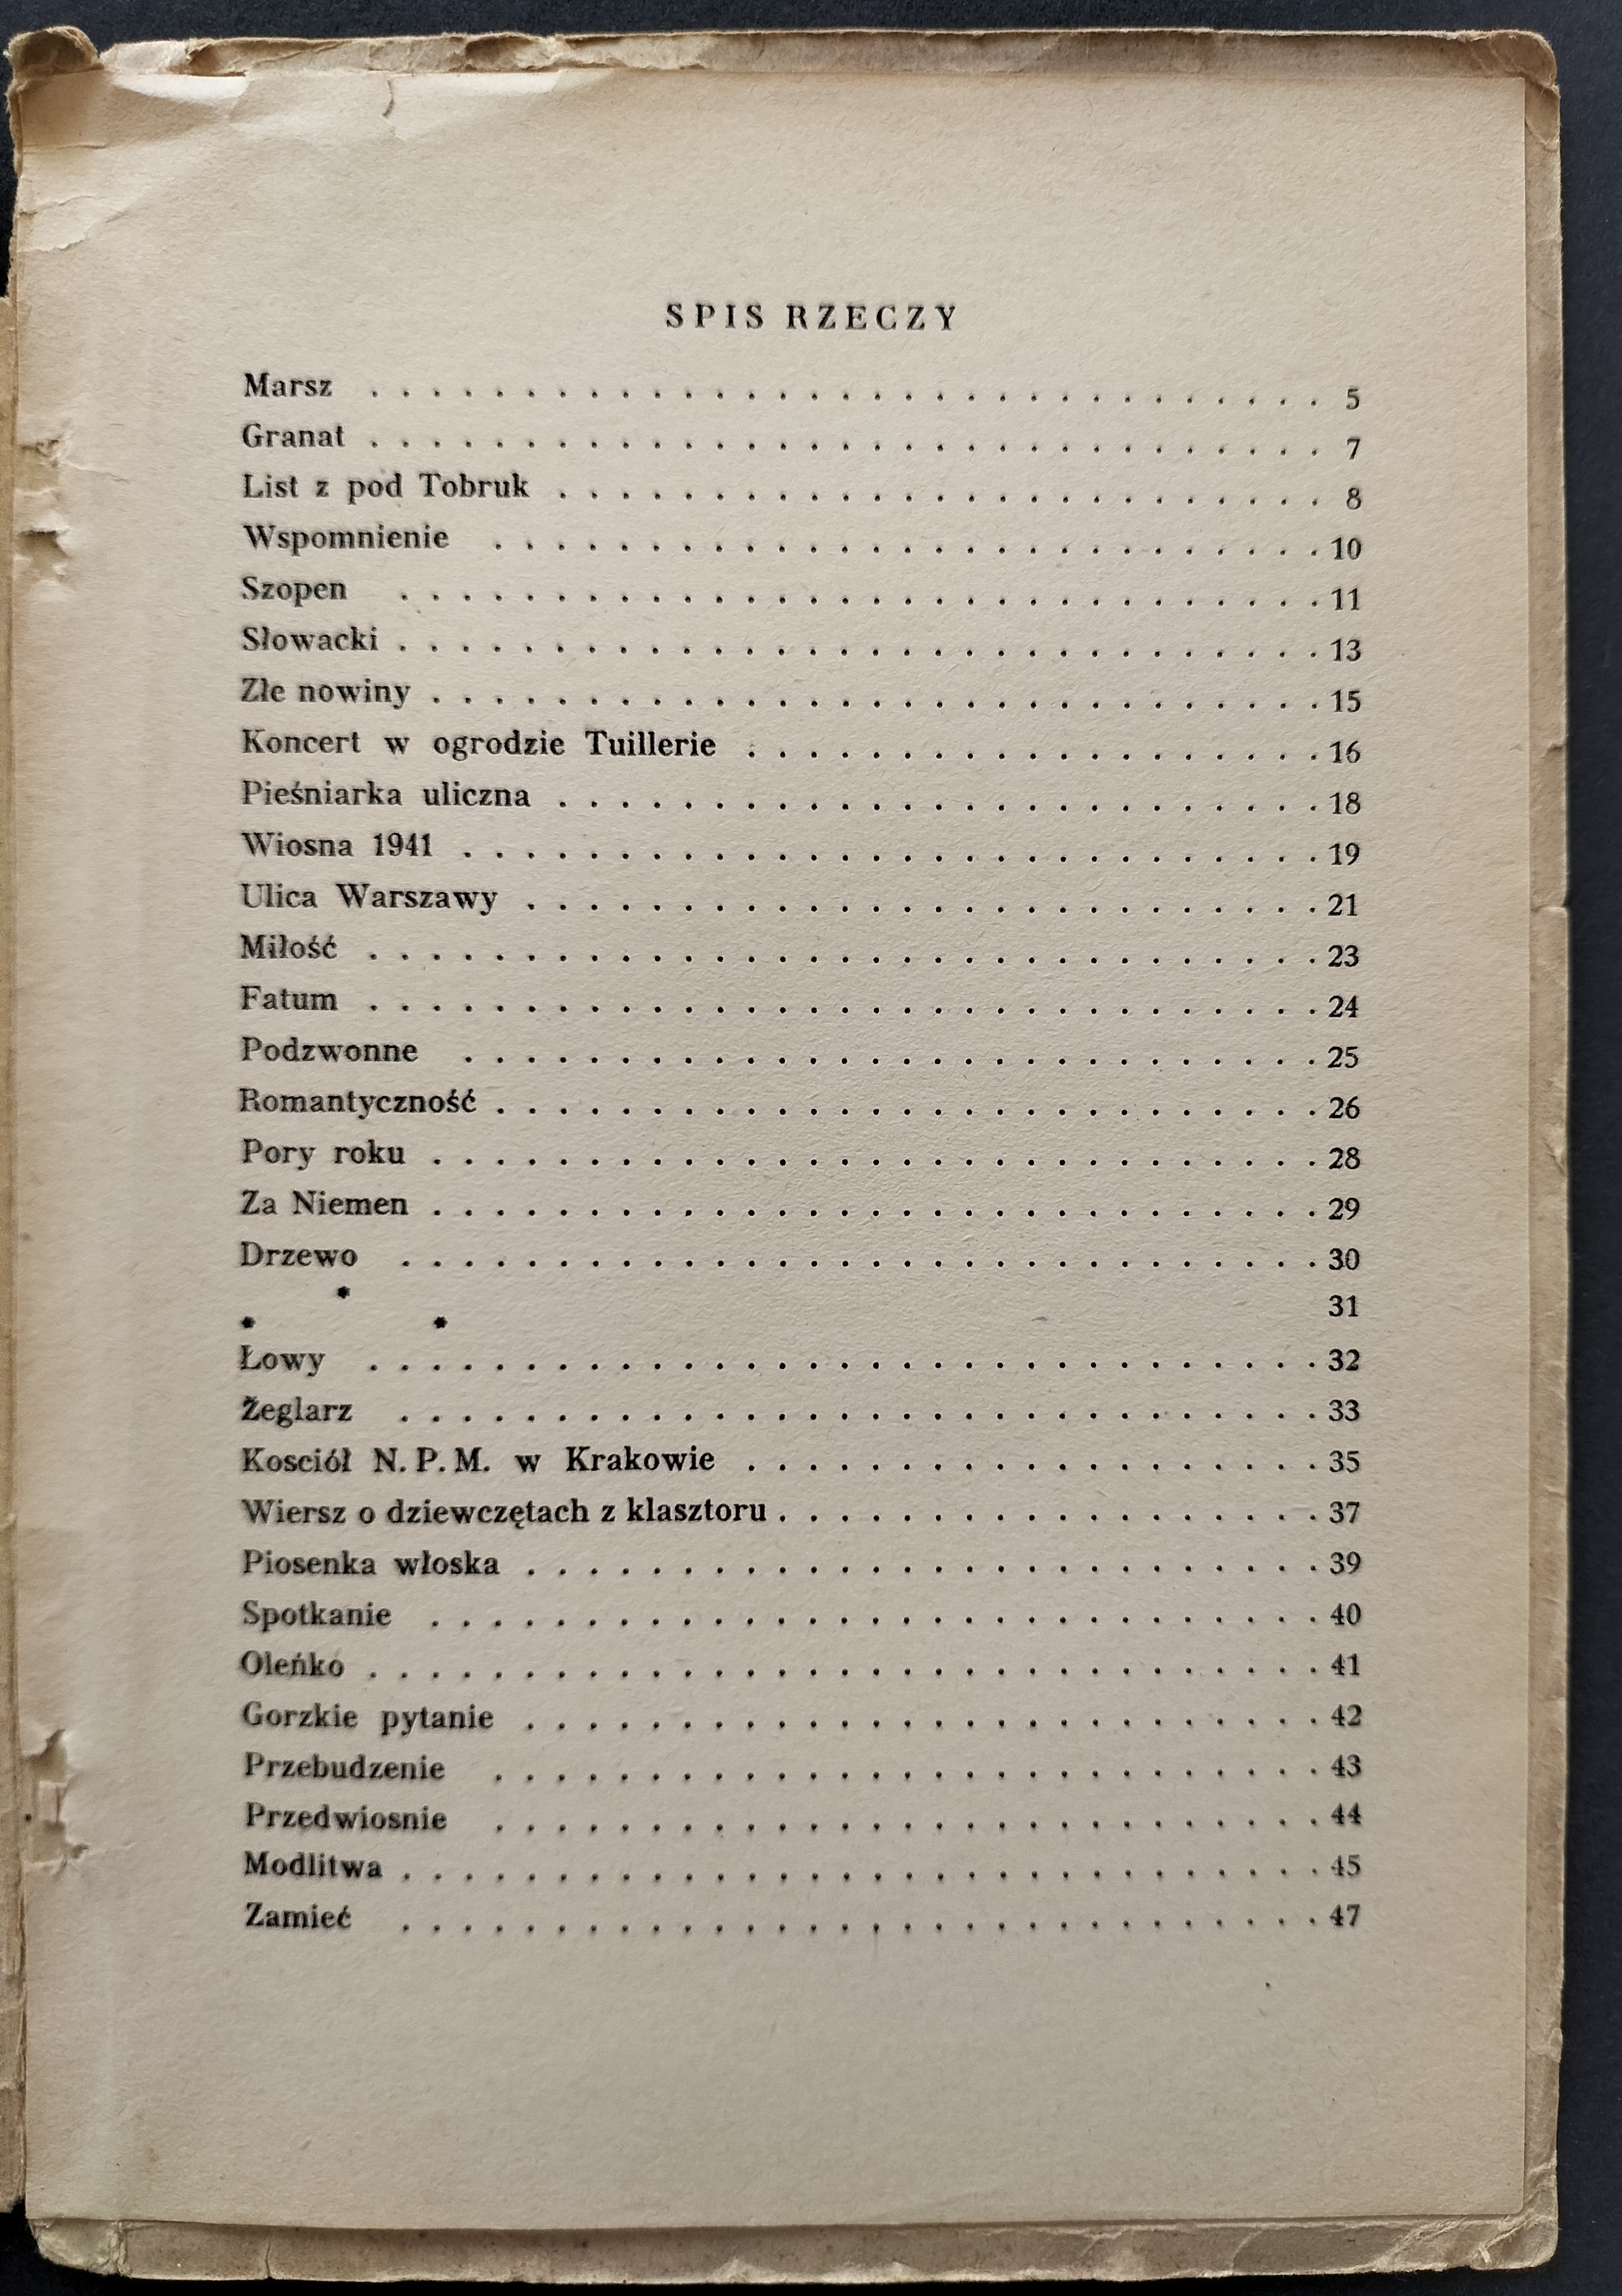 SPIS RZECZY
Marsz . . . . . . . . . . . . . . . . . . . . . . . . . . . . . . . 5
Granat . . . . . . . . . . . . . . . . . . . . . . . . . . . . . . . 7
List z pod Tobruk . . . . . . . . . . . . . . . . . . . . . . . . . 8
Wspomnienie . . . . . . . . . . . . . . . . . . . . . . . . . . . 10
Szopen . . . . . . . . . . . . . . . . . . . . . . . . . . . . . . 11
Słowacki . . . . . . . . . . . . . . . . . . . . . . . . . . . . . . 13
Złe nowiny . . . . . . . . . . . . . . . . . . . . . . . . . . . . . 15
Koncert w ogrodzie Tuillerie . . . . . . . . . . . . . . . . . . . 16
Pieśniarka uliczna . . . . . . . . . . . . . . . . . . . . . . . . . 18
Wiosna 1941 . . . . . . . . . . . . . . . . . . . . . . . . . . . . 19
Ulica Warszawy . . . . . . . . . . . . . . . . . . . . . . . . . . 21
Miłość . . . . . . . . . . . . . . . . . . . . . . . . . . . . . . . 23
Fatum . . . . . . . . . . . . . . . . . . . . . . . . . . . . . . . 24
Podzwonne . . . . . . . . . . . . . . . . . . . . . . . . . . . . 25
Romantyczność . . . . . . . . . . . . . . . . . . . . . . . . . . . 26
Pory roku . . . . . . . . . . . . . . . . . . . . . . . . . . . . . 28
Za Niemen . . . . . . . . . . . . . . . . . . . . . . . . . . . . . 29
Drzewo . . . . . . . . . . . . . . . . . . . . . . . . . . . . . . 30
* * * 31
Łowy . . . . . . . . . . . . . . . . . . . . . . . . . . . . . . . 32
Żeglarz . . . . . . . . . . . . . . . . . . . . . . . . . . . . . . 33
Kosciół N. P. M. w Krakowie . . . . . . . . . . . . . . . . . . . 35
Wiersz o dziewczętach z klasztoru . . . . . . . . . . . . . . . . . . 37
Piosenka włoska . . . . . . . . . . . . . . . . . . . . . . . . . . 39
Spotkanie . . . . . . . . . . . . . . . . . . . . . . . . . . . . . 40
Oleńko . . . . . . . . . . . . . . . . . . . . . . . . . . . . . . . 41
Gorzkie pytanie . . . . . . . . . . . . . . . . . . . . . . . . . . 42
Przebudzenie . . . . . . . . . . . . . . . . . . . . . . . . . . . 43
Przedwiosnie . . . . . . . . . . . . . . . . . . . . . . . . . . . 44
Modlitwa . . . . . . . . . . . . . . . . . . . . . . . . . . . . . . 45
Zamieć . . . . . . . . . . . . . . . . . . . . . . . . . . . . . . 47